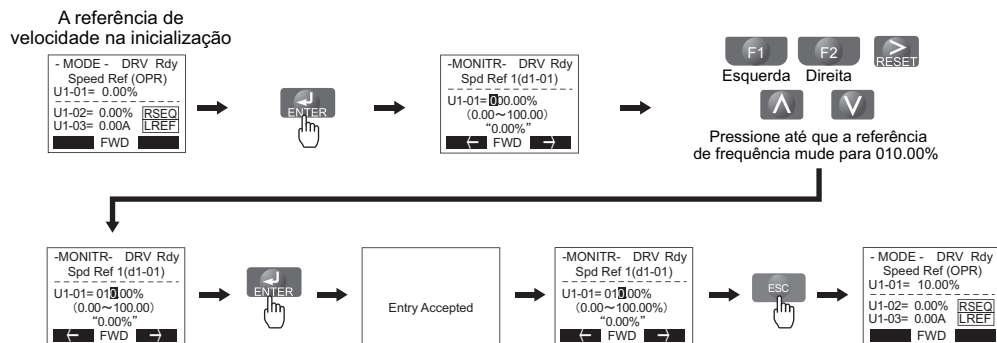 A referência de
velocidade na inicialização
- MODE - DRV Rdy
Speed Ref (OPR)
U1-01= 0.00%
U1-02= 0.00% RSEQ
U1-03= 0.00A LREF
FWD
ENTER
-MONITR- DRV Rdy
Spd Ref 1(d1-01)
U1-01= 000.00%
(0.00~100.00)
“0.00%”
← FWD →
F1 F2 > RESET
Esquerda Direita
Λ V
Pressione até que a referência
de frequência mude para 010.00%
-MONITR- DRV Rdy
Spd Ref 1(d1-01)
U1-01= 010.00%
(0.00~100.00)
“0.00%”
← FWD →
ENTER
Entry Accepted
-MONITR- DRV Rdy
Spd Ref 1(d1-01)
U1-01= 010.00%
(0.00~100.00%)
“0.00%”
← FWD →
ESC
- MODE - DRV Rdy
Speed Ref (OPR)
U1-01= 10.00%
U1-02= 0.00% RSEQ
U1-03= 0.00A LREF
FWD